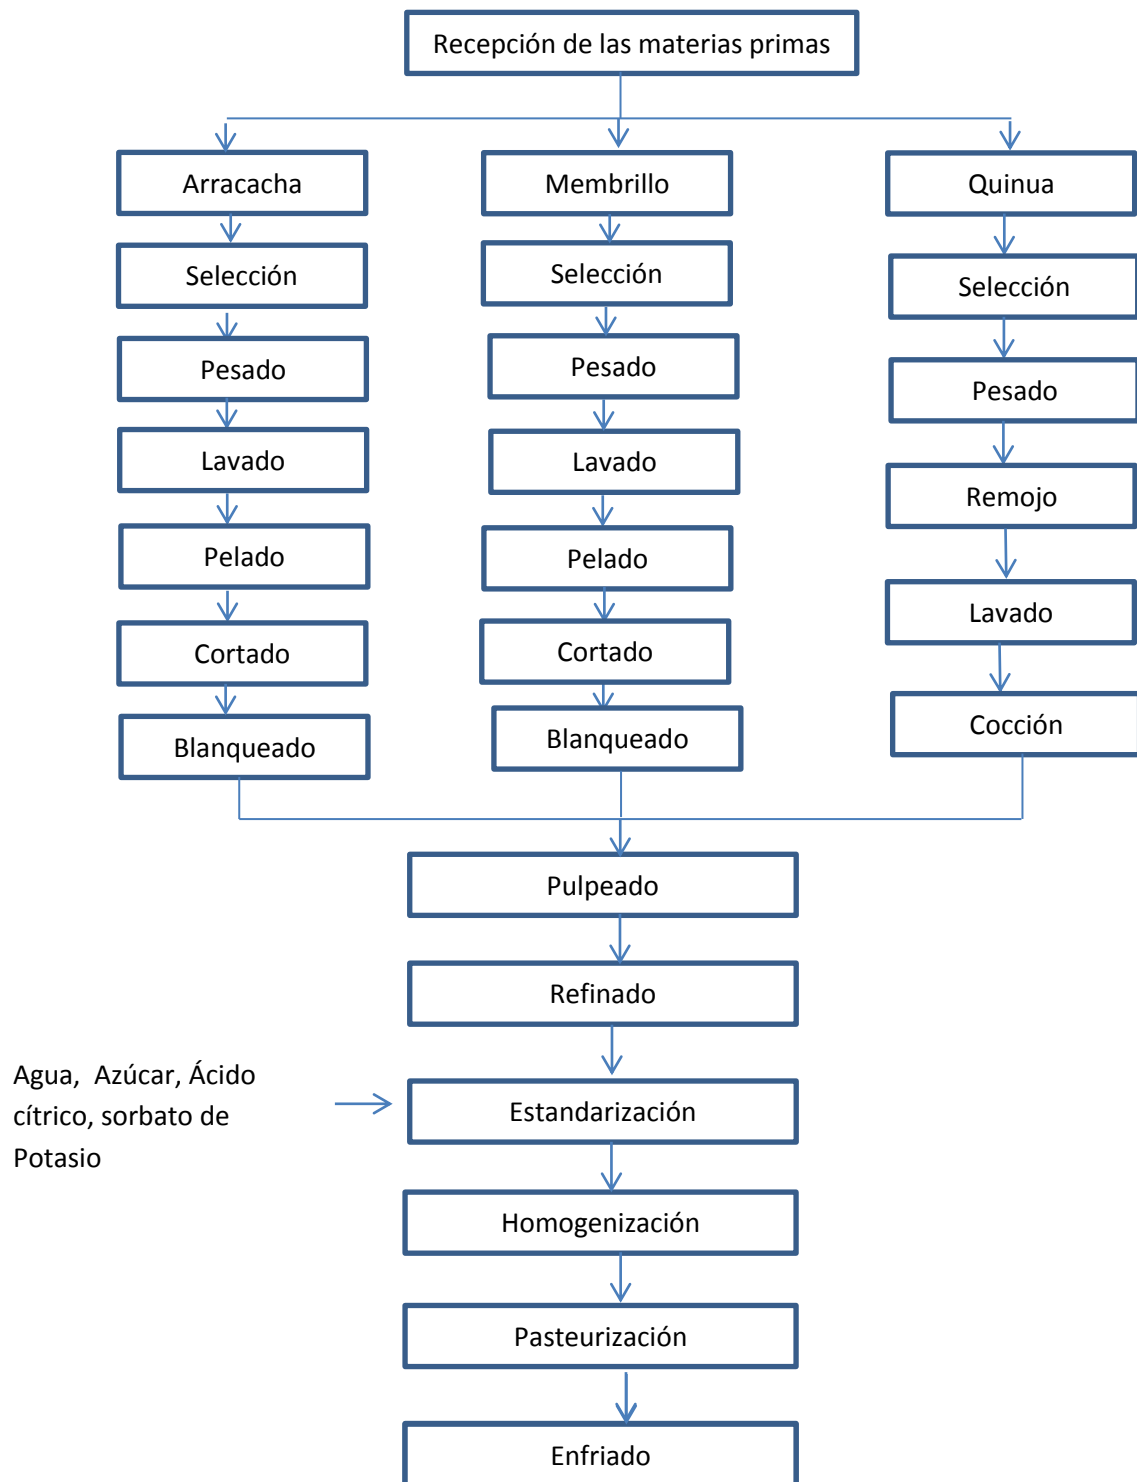 Recepción de las materias primas
Arracacha
Membrillo
Quinua
Selección
Selección
Selección
Pesado
Pesado
Pesado
Lavado
Lavado
Remojo
Pelado
Pelado
Lavado
Cortado
Cortado
Cocción
Blanqueado
Blanqueado
Pulpeado
Refinado
Agua, Azúcar, Ácido
cítrico, sorbato de
Potasio
Estandarización
Homogenización
Pasteurización
Enfriado